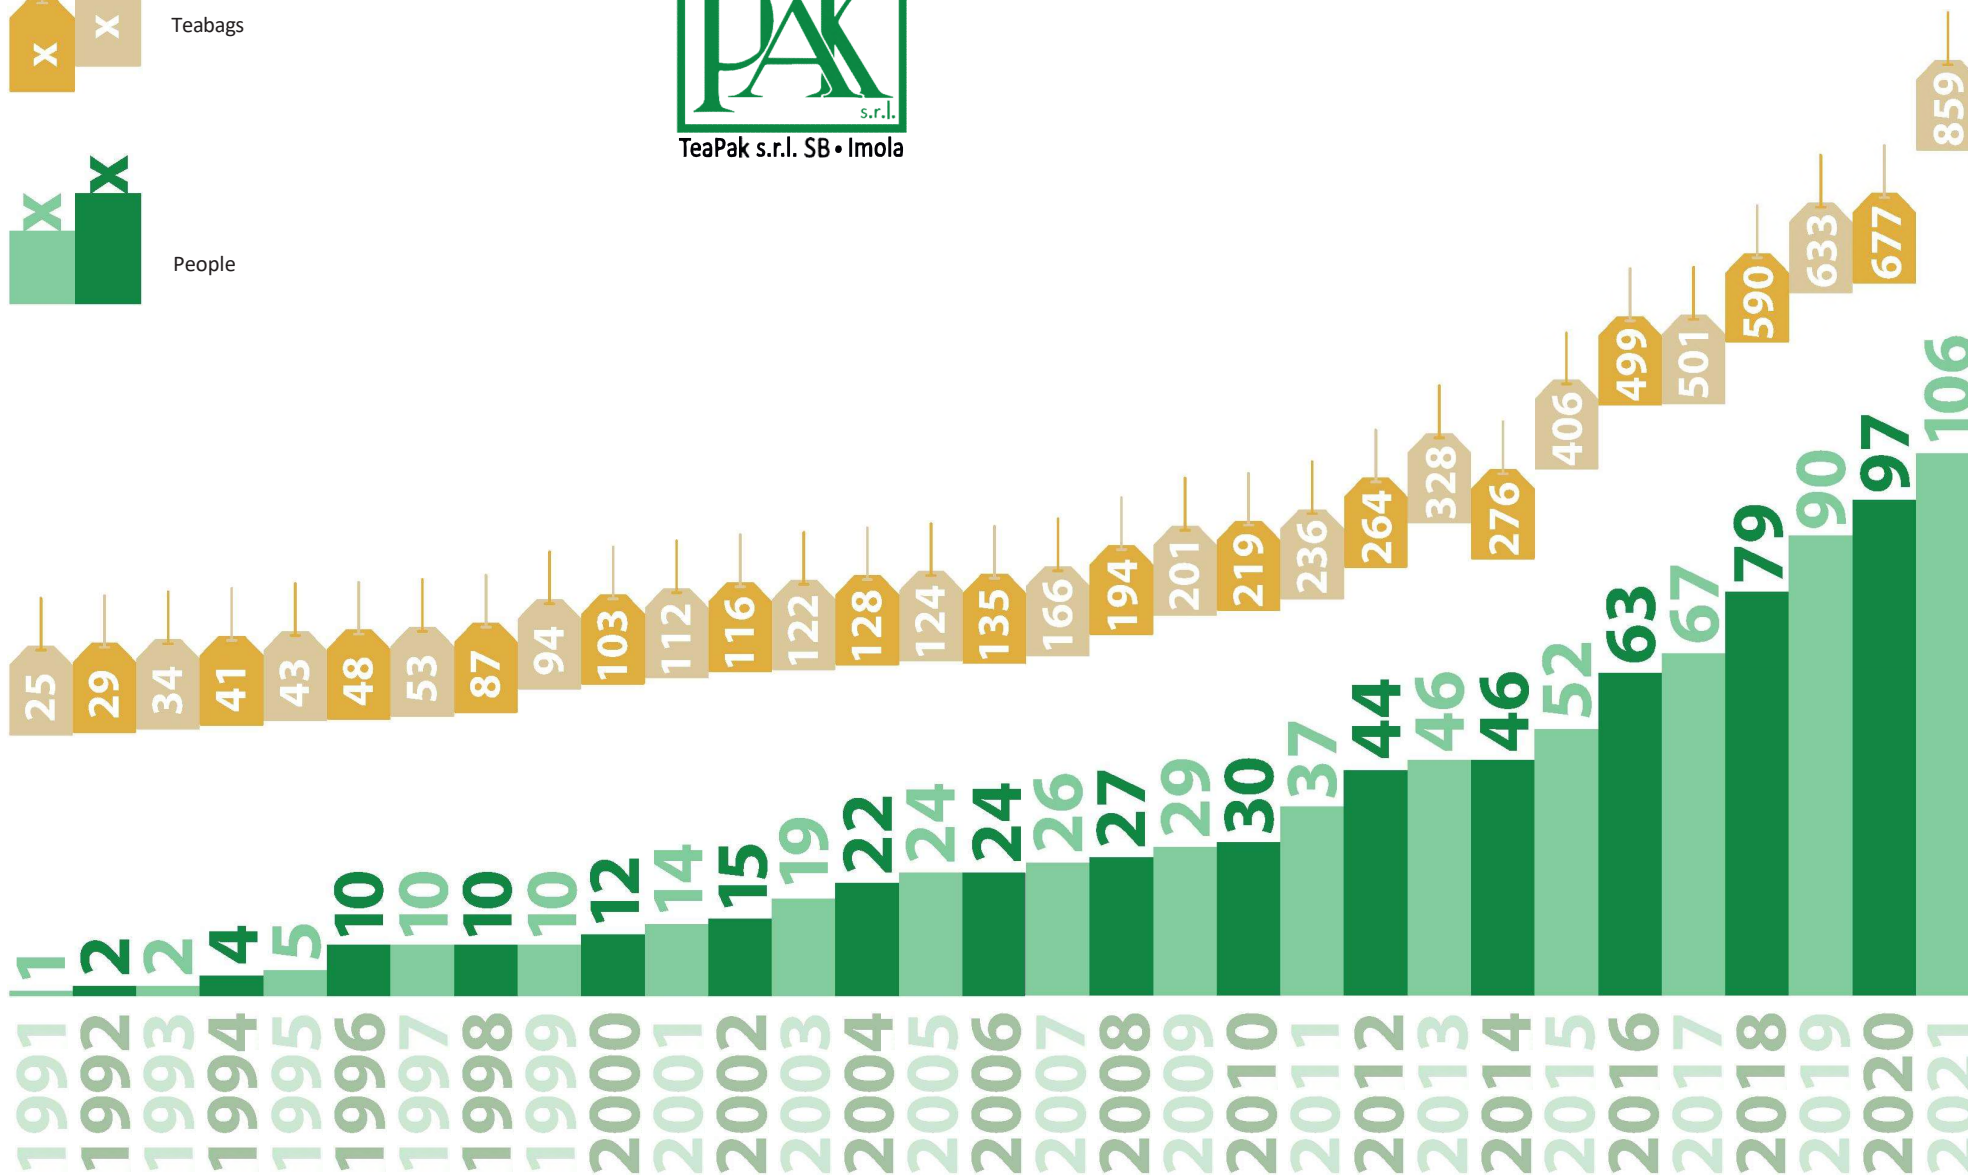 x x Teabags
PAK
s.r.l.
TeaPak s.r.l. SB • Imola
x x
People
25 29 34 41 43 48 53 87 94 103 112 116 122 128 124 135 166 194 201 219 236 264 328 276 406 499 501 590 633 677 859
1 2 2 4 5 10 10 10 10 12 14 15 19 22 24 24 26 27 29 30 37 44 46 46 52 63 67 79 90 97 106
1991 1992 1993 1994 1995 1996 1997 1998 1999 2000 2001 2002 2003 2004 2005 2006 2007 2008 2009 2010 2011 2012 2013 2014 2015 2016 2017 2018 2019 2020 2021